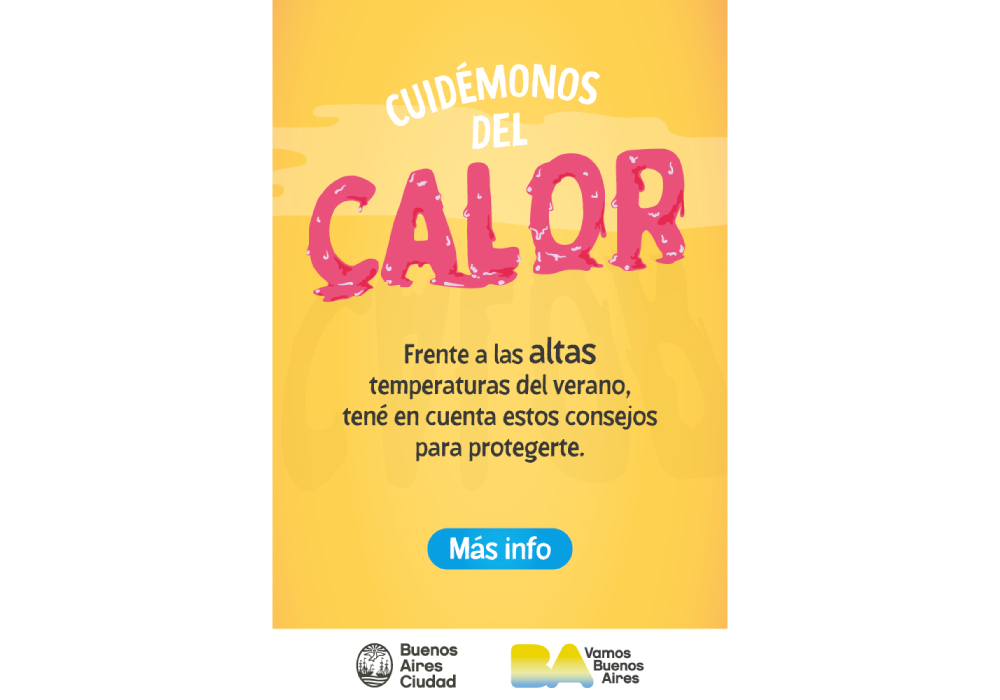 CUIDÉMONOS
DEL
CALOR
Frente a las altas
temperaturas del verano,
tené en cuenta estos consejos
para protegerte.
Más info
Buenos
Aires
Ciudad
BA
Vamos
Buenos
Aires